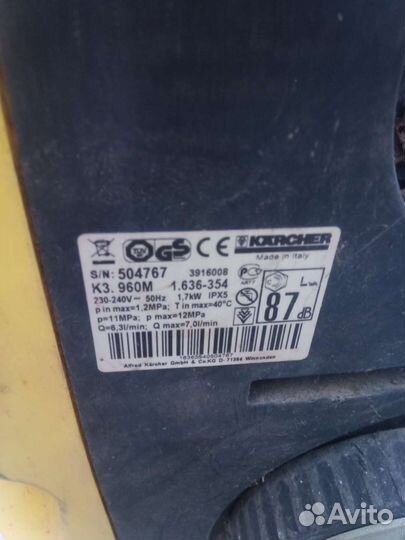 KÄRCHER
Made in Italy
S/N: 504767 3916008
K3. 960M 1.636-354
230-240V~ 50Hz 1,7kW IPX5
p in max=1,2MPa; T in max=40°C
p=11MPa; p max=12MPa
Q=6,3l/min; Q max=7,0l/min
GS
CE
LWA
87
dB
Alfred Kärcher GmbH & Co.KG D-71364 Winnenden
Avito